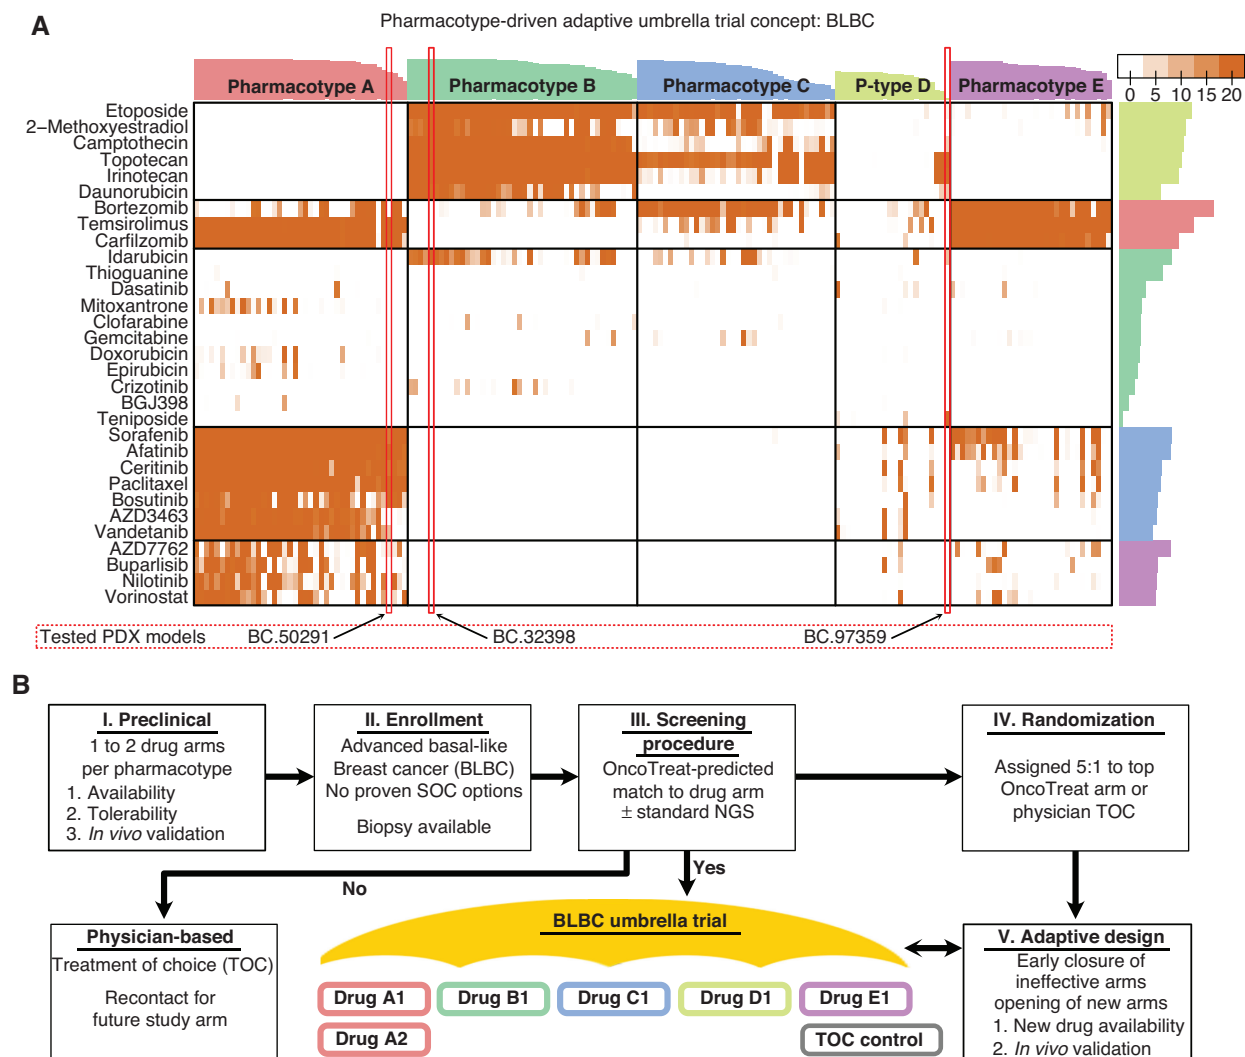 A
Pharmacotype-driven adaptive umbrella trial concept: BLBC
Pharmacotype A
Pharmacotype B
Pharmacotype C
P-type D
Pharmacotype E
0 5 10 15 20
Etoposide
2−Methoxyestradiol
Camptothecin
Topotecan
Irinotecan
Daunorubicin
Bortezomib
Temsirolimus
Carfilzomib
Idarubicin
Thioguanine
Dasatinib
Mitoxantrone
Clofarabine
Gemcitabine
Doxorubicin
Epirubicin
Crizotinib
BGJ398
Teniposide
Sorafenib
Afatinib
Ceritinib
Paclitaxel
Bosutinib
AZD3463
Vandetanib
AZD7762
Buparlisib
Nilotinib
Vorinostat
Tested PDX models
BC.50291
BC.32398
BC.97359
B
I. Preclinical
1 to 2 drug arms
per pharmacotype
1. Availability
2. Tolerability
3. In vivo validation
II. Enrollment
Advanced basal-like
Breast cancer (BLBC)
No proven SOC options
Biopsy available
III. Screening
procedure
OncoTreat-predicted
match to drug arm
± standard NGS
IV. Randomization
Assigned 5:1 to top
OncoTreat arm or
physician TOC
No
Yes
Physician-based
Treatment of choice (TOC)
Recontact for
future study arm
BLBC umbrella trial
Drug A1
Drug B1
Drug C1
Drug D1
Drug E1
Drug A2
TOC control
V. Adaptive design
Early closure of
ineffective arms
opening of new arms
1. New drug availability
2. In vivo validation